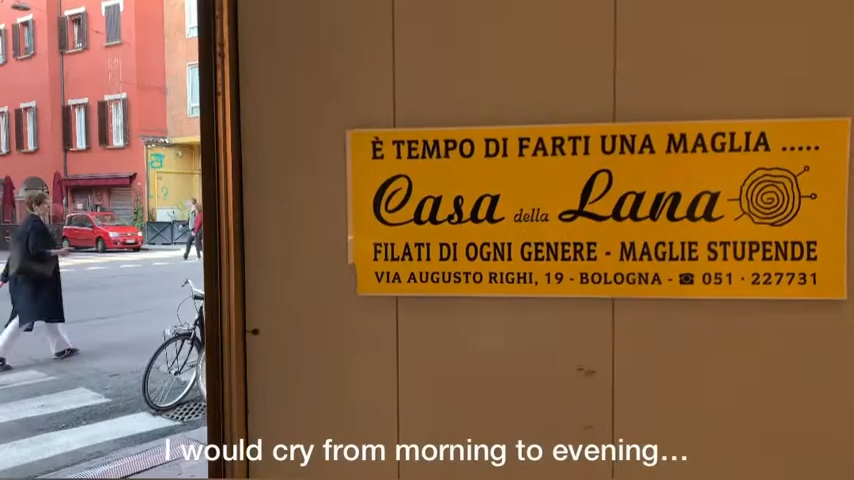 È TEMPO DI FARTI UNA MAGLIA .....
Casa della Lana
FILATI DI OGNI GENERE - MAGLIE STUPENDE
VIA AUGUSTO RIGHI, 19 - BOLOGNA - ☎ 051 · 227731
I would cry from morning to evening...